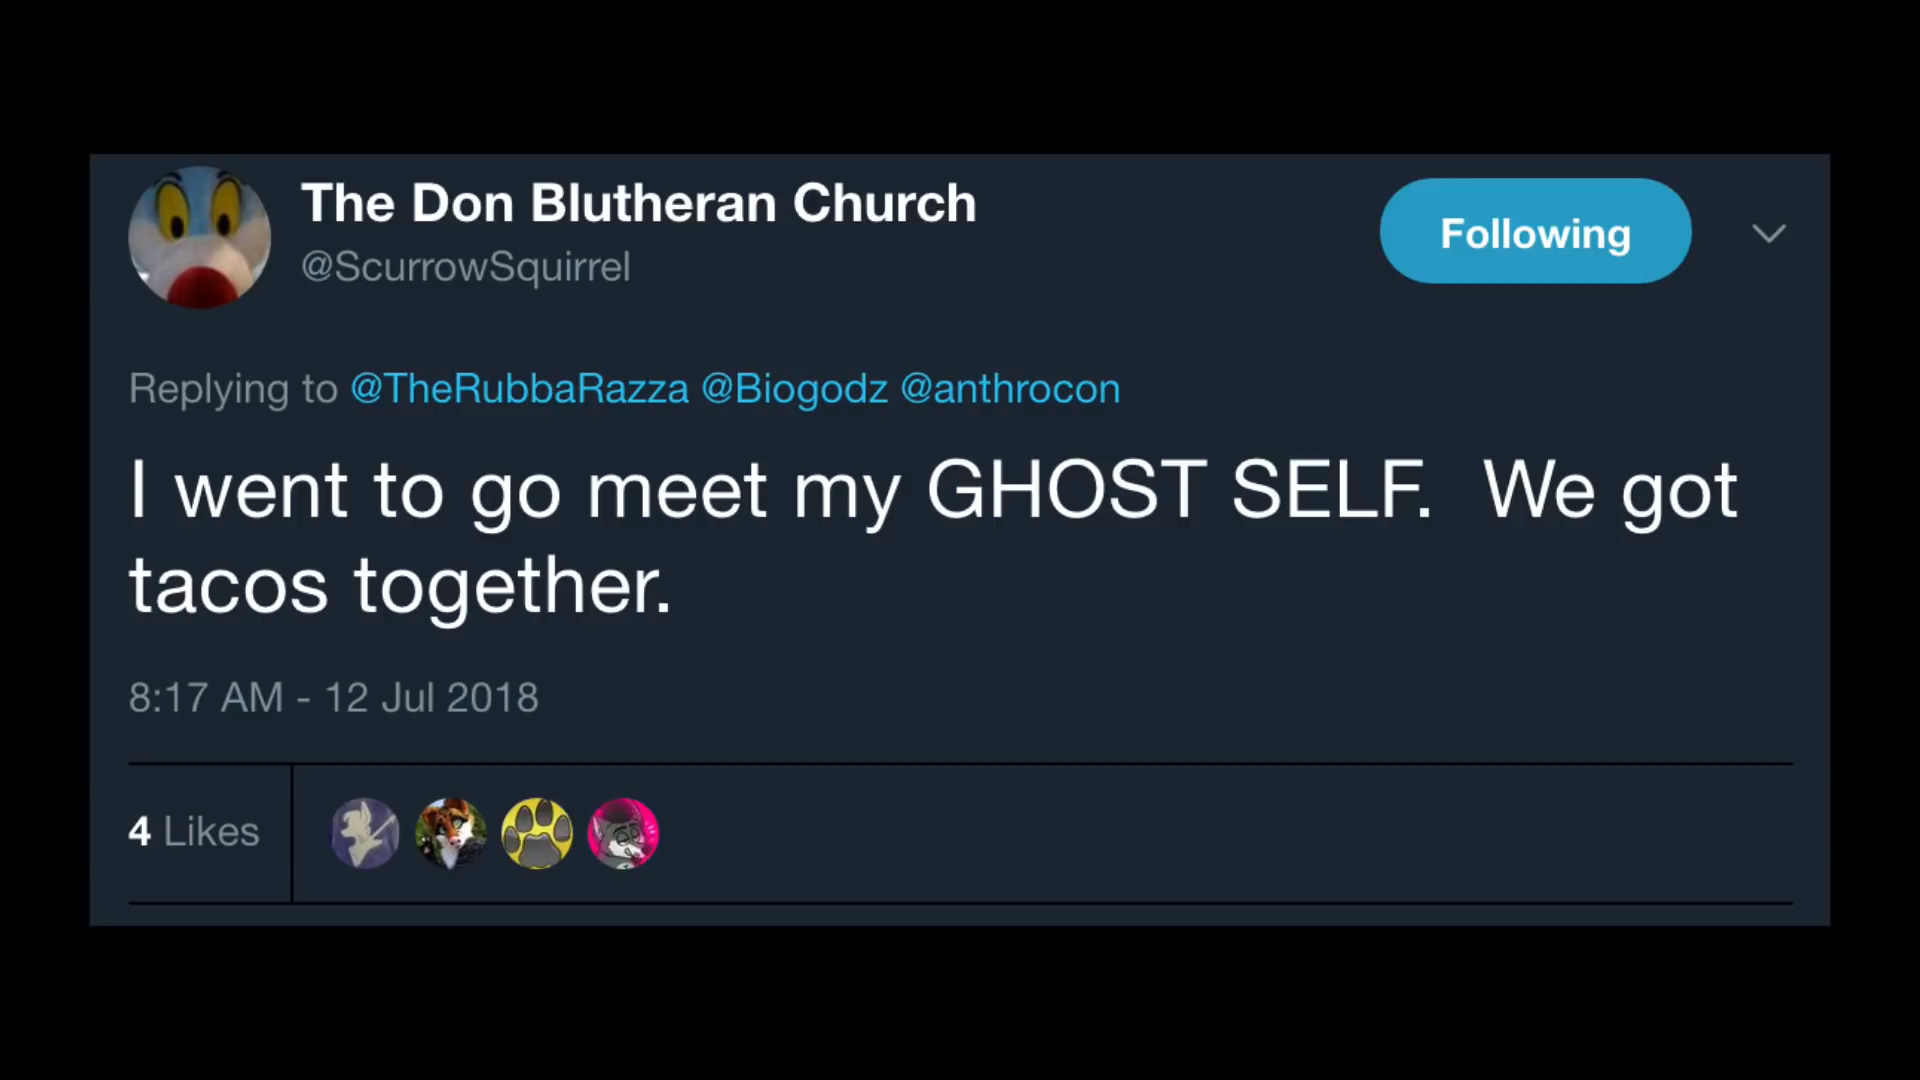 The Don Blutheran Church
@ScurrowSquirrel
Following
Replying to @TheRubbaRazza @Biogodz @anthrocon
I went to go meet my GHOST SELF.  We got
tacos together.
8:17 AM - 12 Jul 2018
4 Likes